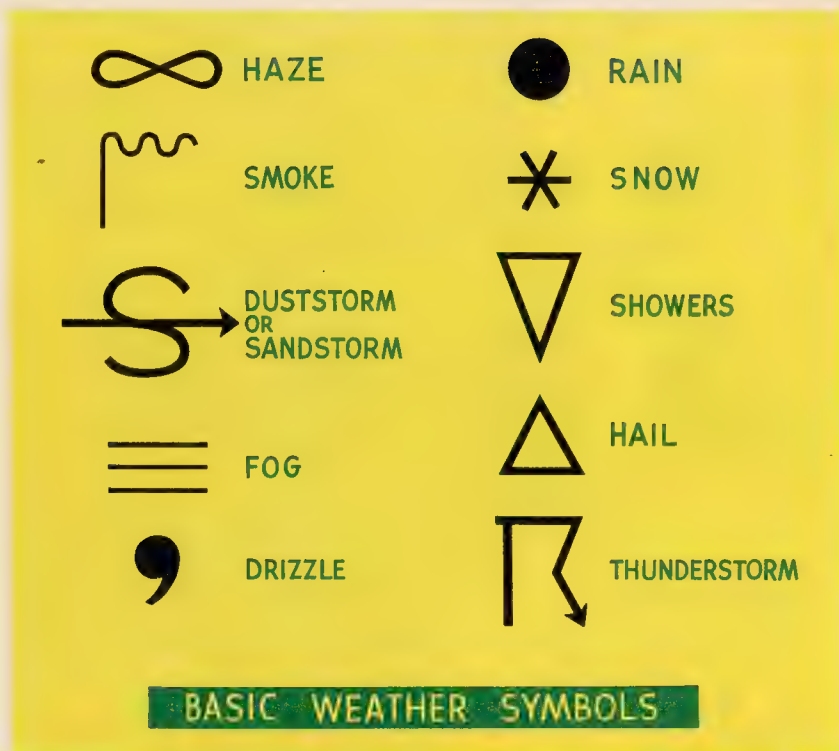 HAZE
SMOKE
DUSTSTORM
OR
SANDSTORM
FOG
DRIZZLE
RAIN
SNOW
SHOWERS
HAIL
THUNDERSTORM
BASIC WEATHER SYMBOLS